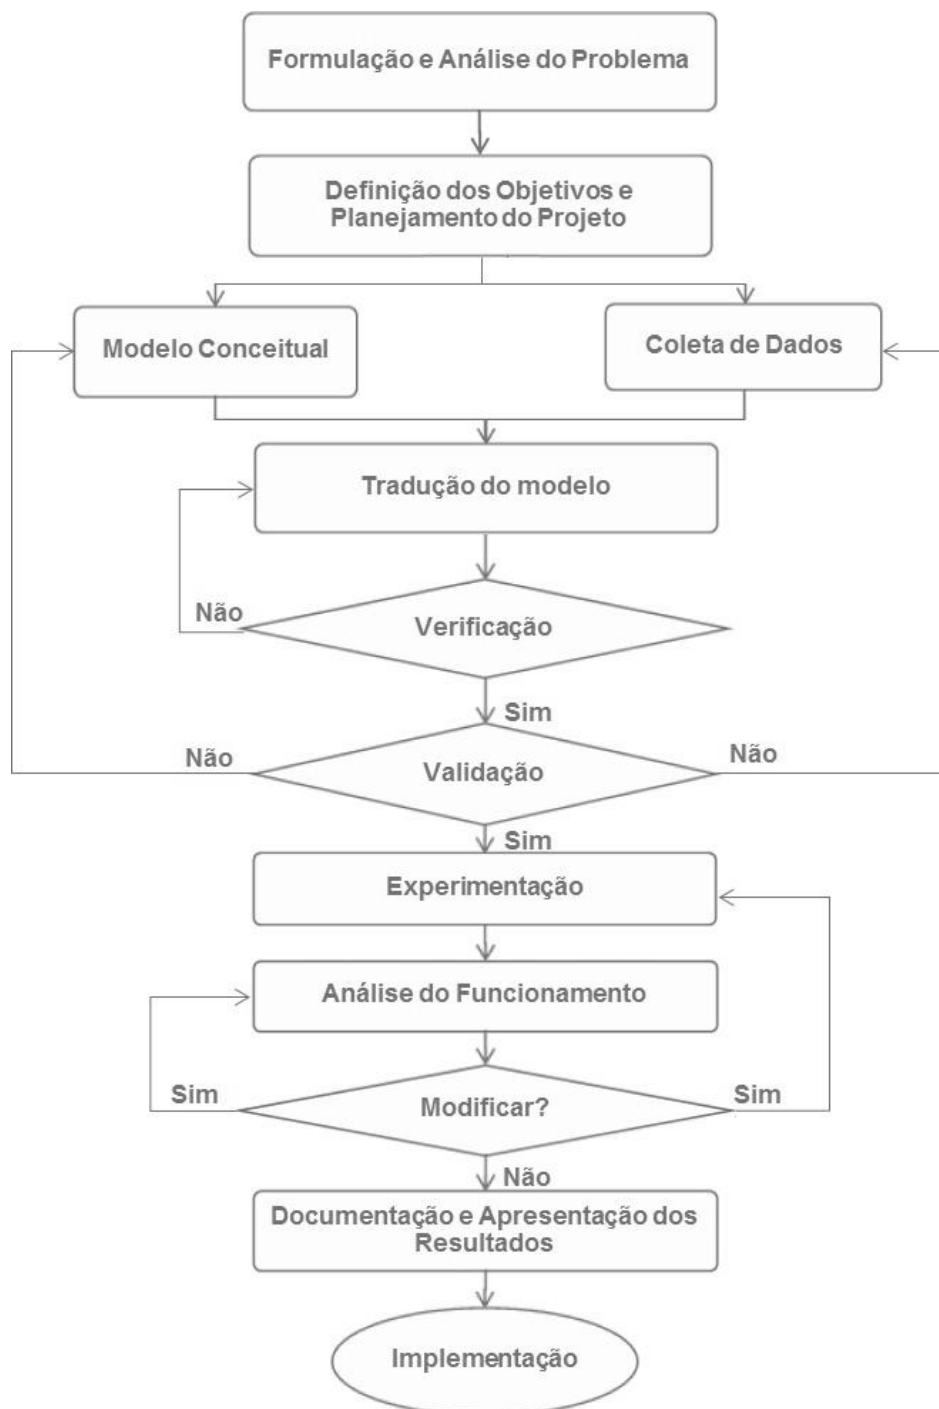 Formulação e Análise do Problema
Definição dos Objetivos e
Planejamento do Projeto
Modelo Conceitual
Coleta de Dados
Tradução do modelo
Não
Verificação
Sim
Não
Validação
Não
Sim
Experimentação
Análise do Funcionamento
Sim
Modificar?
Sim
Não
Documentação e Apresentação dos
Resultados
Implementação